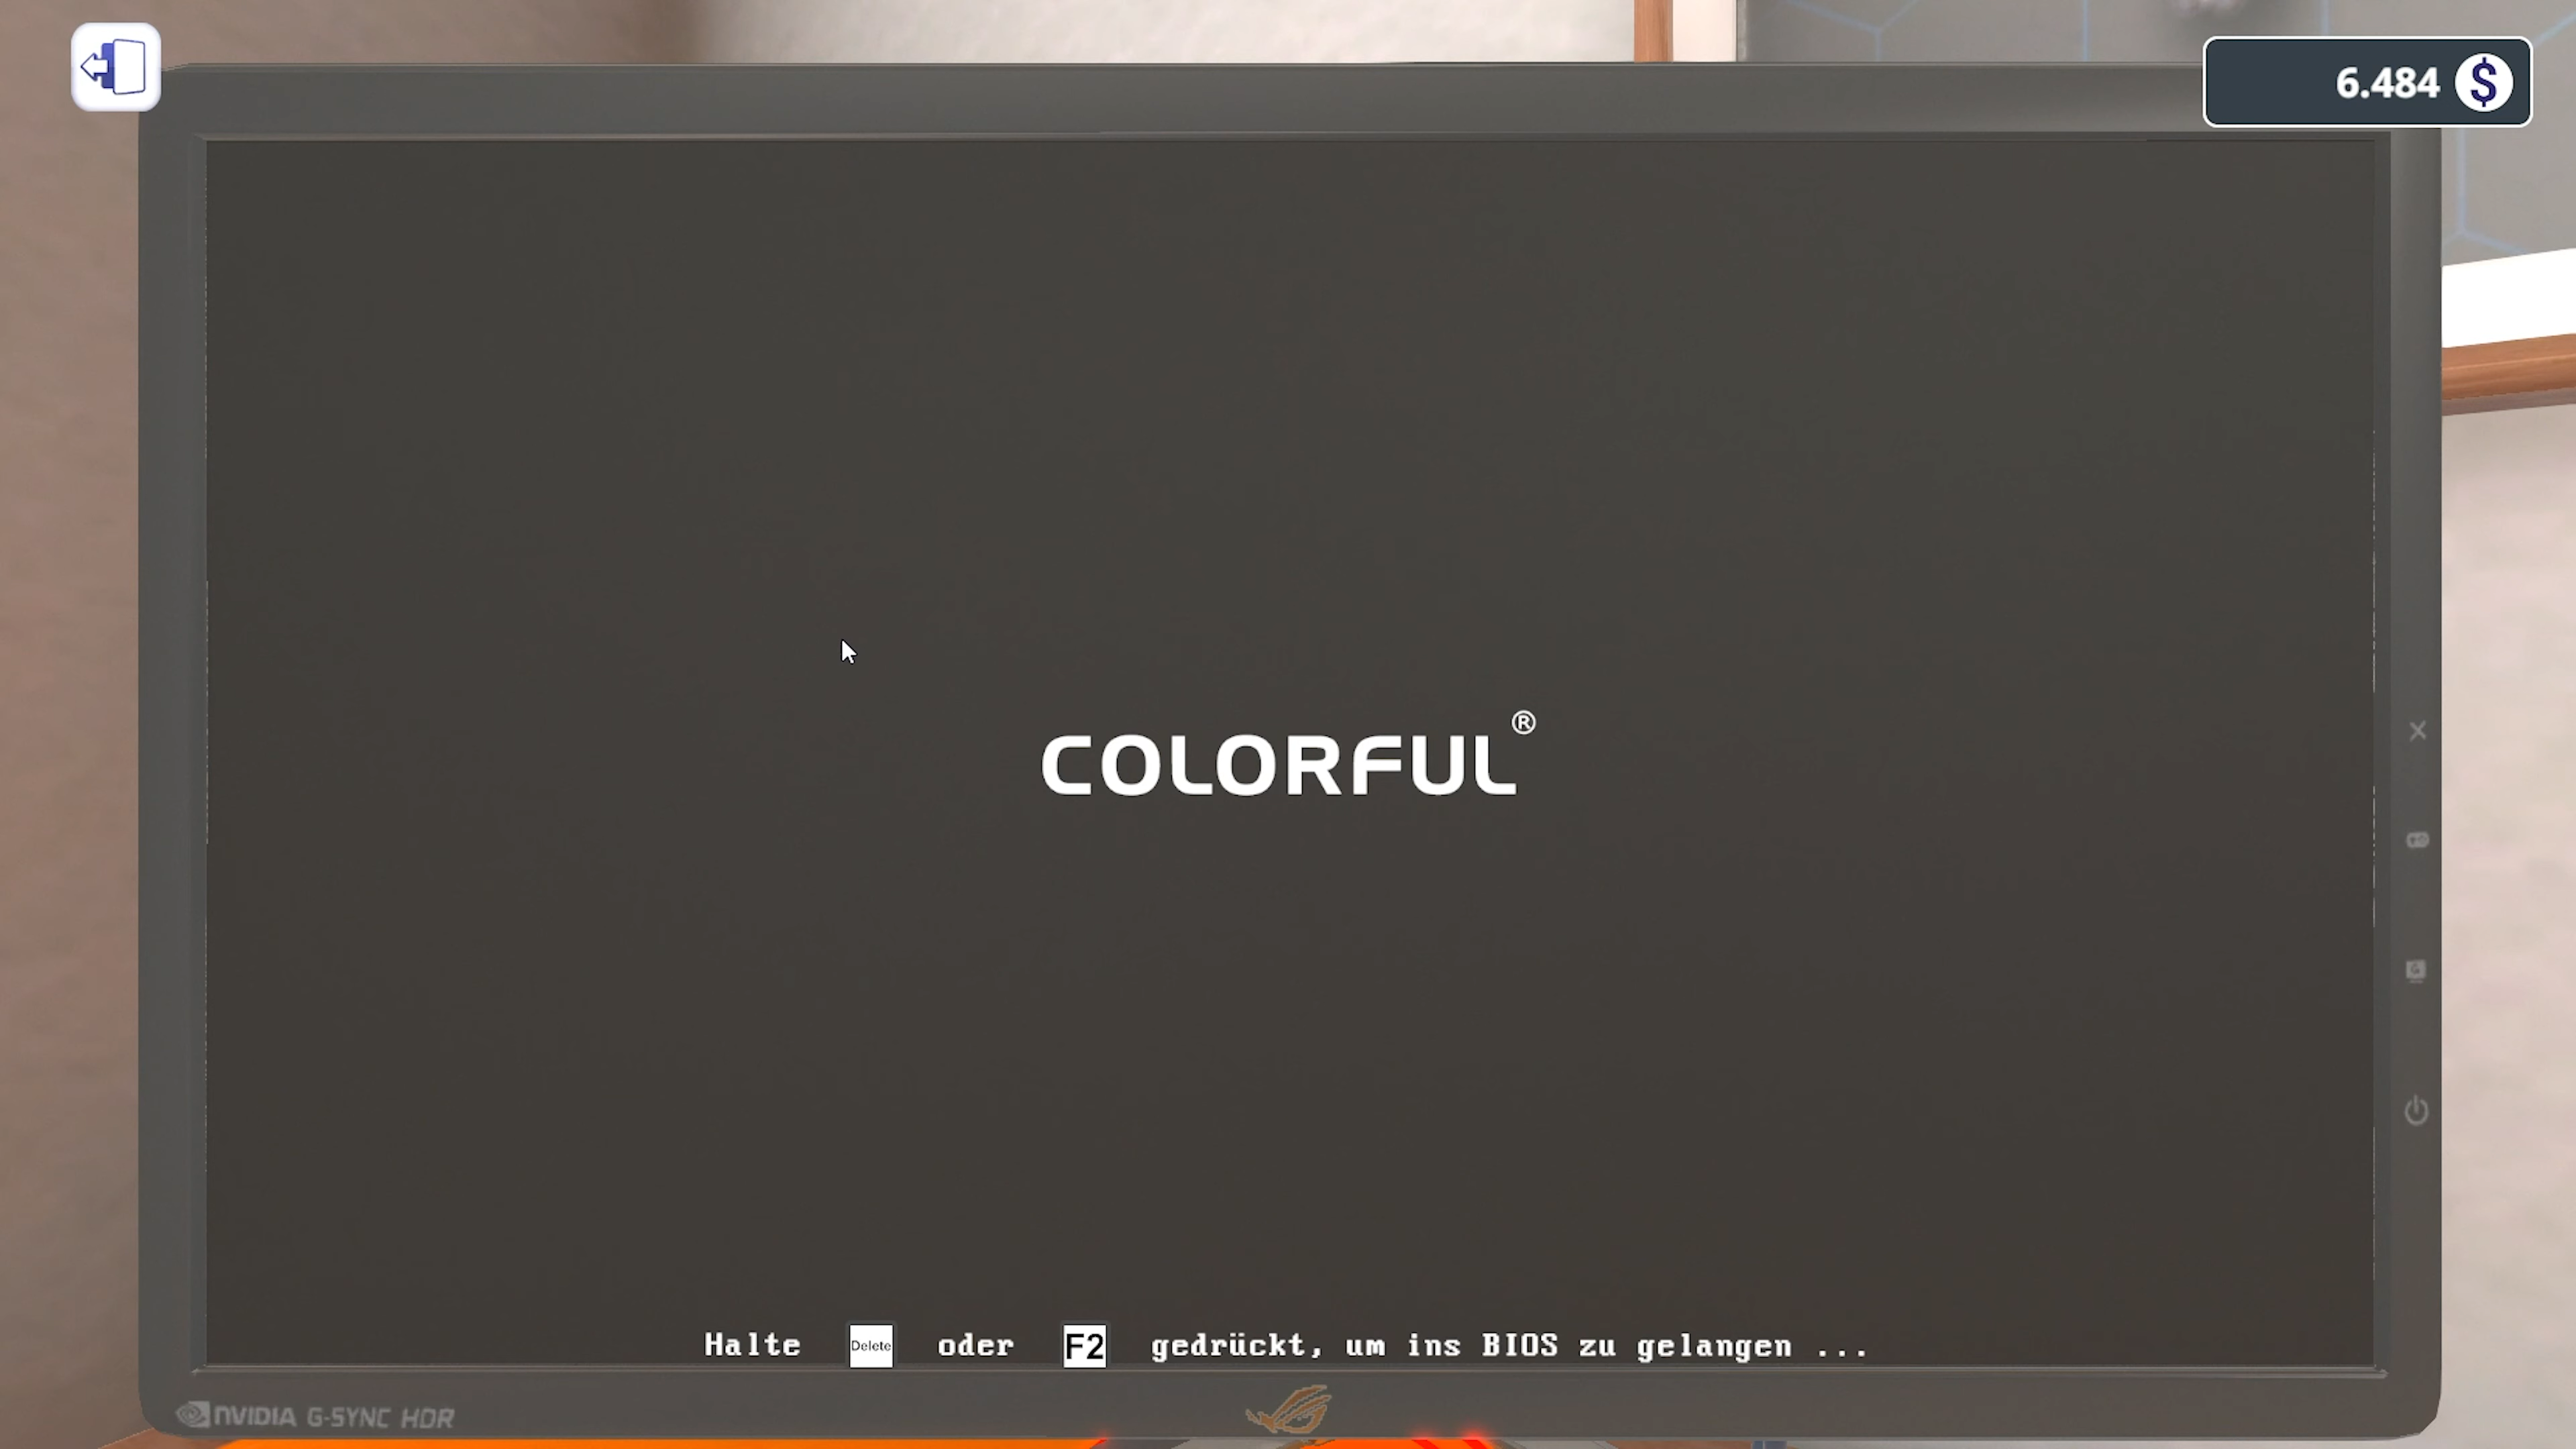 6.484 $
COLORFUL®
Halte Delete oder F2 gedrückt, um ins BIOS zu gelangen ...
NVIDIA G-SYNC HDR